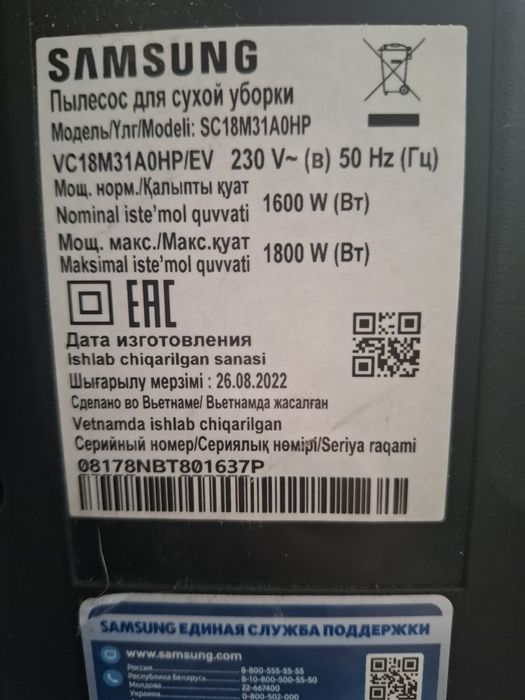 SAMSUNG
Пылесос для сухой уборки
Модель/Үлг/Modeli: SC18M31A0HP
VC18M31A0HP/EV 230 V~ (в) 50 Hz (Гц)
Мощ. норм./Қалыпты қуат
Nominal iste'mol quvvati 1600 W (Вт)
Мощ. макс./Макс.қуат
Maksimal iste'mol quvvati 1800 W (Вт)
EAC
Дата изготовления
Ishlab chiqarilgan sanasi
Шығарылу мерзімі : 26.08.2022
Сделано во Вьетнаме/ Вьетнамда жасалған
Vetnamda ishlab chiqarilgan
Серийный номер/Сериялық нөмірі/Seriya raqami
08178NBT801637P
SAMSUNG ЕДИНАЯ СЛУЖБА ПОДДЕРЖКИ
www.samsung.com
Россия 8-800-555-55-55
Республика Беларусь 8-10-800-500-55-50
Молдова 22-667400
Украина 0-800-502-000